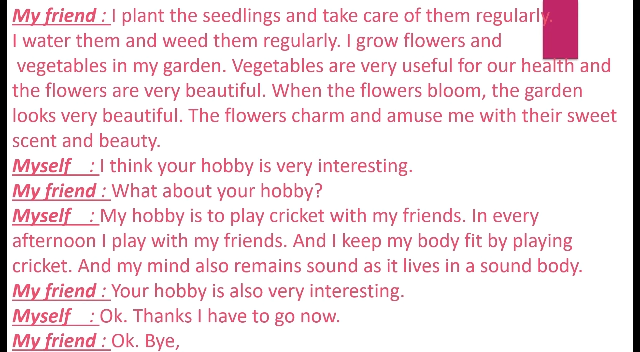 My friend : I plant the seedlings and take care of them regularly.
I water them and weed them regularly. I grow flowers and
vegetables in my garden. Vegetables are very useful for our health and
the flowers are very beautiful. When the flowers bloom, the garden
looks very beautiful. The flowers charm and amuse me with their sweet
scent and beauty.
Myself : I think your hobby is very interesting.
My friend : What about your hobby?
Myself : My hobby is to play cricket with my friends. In every
afternoon I play with my friends. And I keep my body fit by playing
cricket. And my mind also remains sound as it lives in a sound body.
My friend : Your hobby is also very interesting.
Myself : Ok. Thanks I have to go now.
My friend : Ok. Bye,